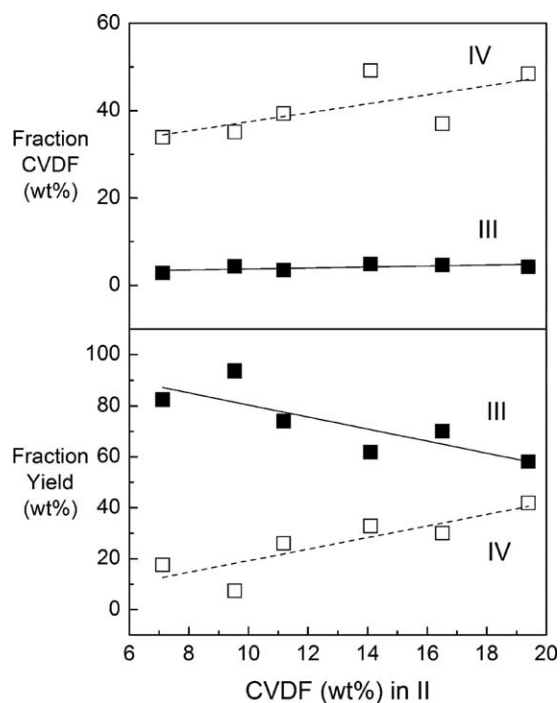 60
IV
40
Fraction
CVDF
(wt%)
20
III
0
100
80
III
60
Fraction
Yield
(wt%)
40
20
IV
0
6 8 10 12 14 16 18 20
CVDF (wt%) in II